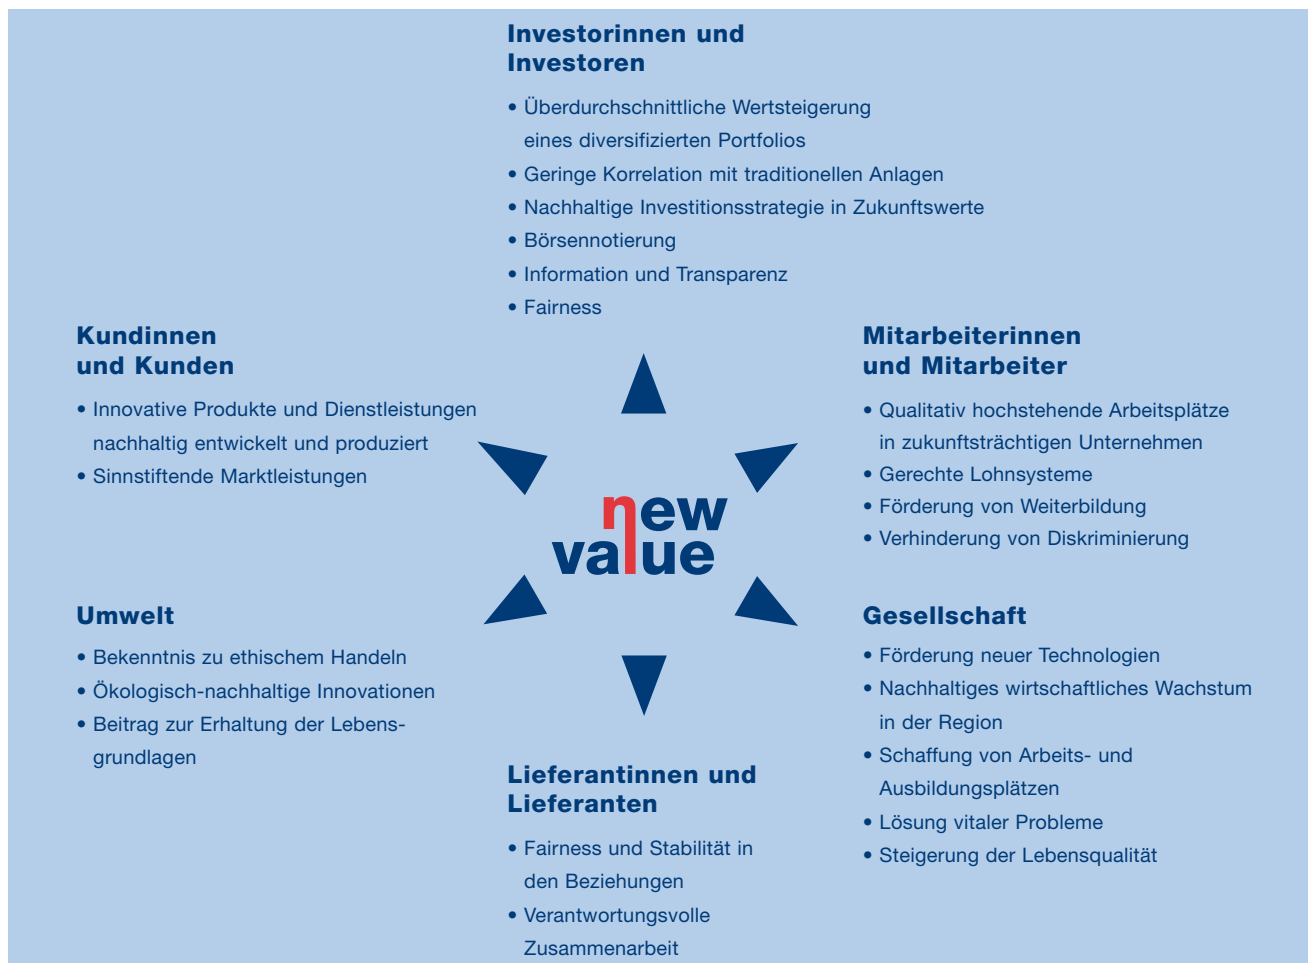 Investorinnen und
Investoren
• Überdurchschnittliche Wertsteigerung
eines diversifizierten Portfolios
• Geringe Korrelation mit traditionellen Anlagen
• Nachhaltige Investitionsstrategie in Zukunftswerte
• Börsennotierung
• Information und Transparenz
• Fairness
Kundinnen
und Kunden
• Innovative Produkte und Dienstleistungen
nachhaltig entwickelt und produziert
• Sinnstiftende Marktleistungen
Mitarbeiterinnen
und Mitarbeiter
• Qualitativ hochstehende Arbeitsplätze
in zukunftsträchtigen Unternehmen
• Gerechte Lohnsysteme
• Förderung von Weiterbildung
• Verhinderung von Diskriminierung
new
value
Umwelt
• Bekenntnis zu ethischem Handeln
• Ökologisch-nachhaltige Innovationen
• Beitrag zur Erhaltung der Lebens-
grundlagen
Gesellschaft
• Förderung neuer Technologien
• Nachhaltiges wirtschaftliches Wachstum
in der Region
• Schaffung von Arbeits- und
Ausbildungsplätzen
• Lösung vitaler Probleme
• Steigerung der Lebensqualität
Lieferantinnen und
Lieferanten
• Fairness und Stabilität in
den Beziehungen
• Verantwortungsvolle
Zusammenarbeit